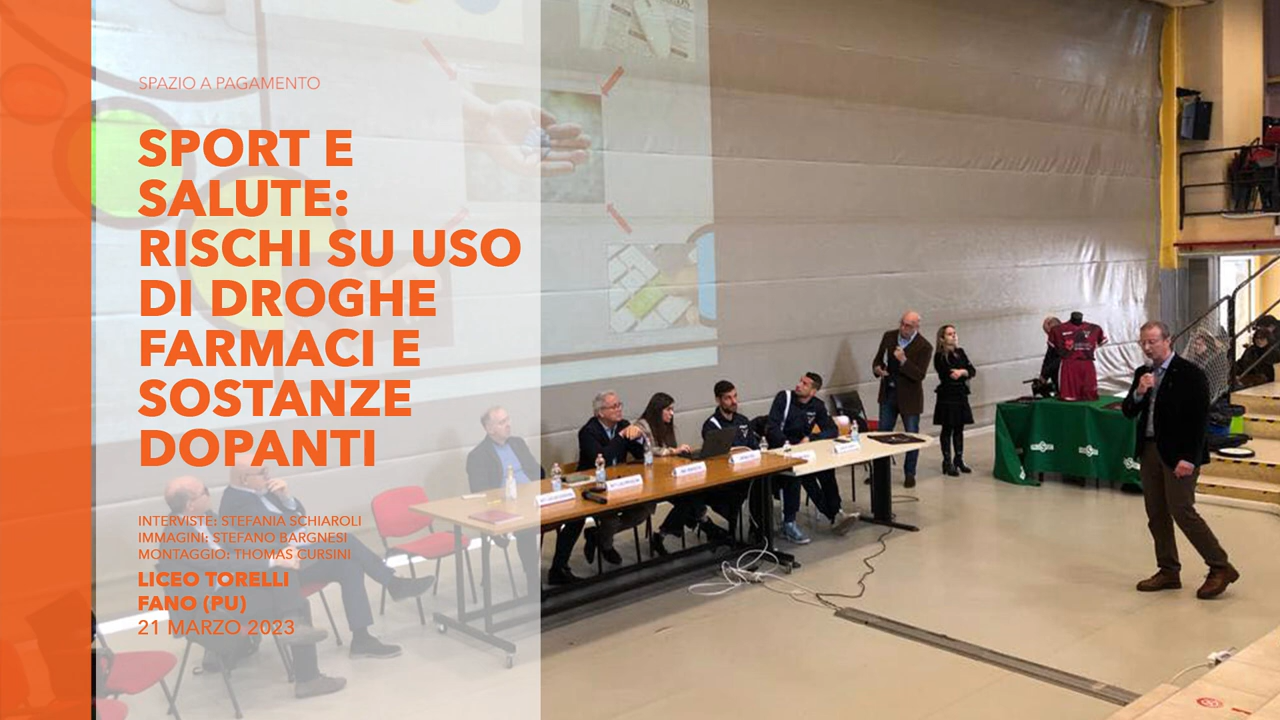 SPAZIO A PAGAMENTO
SPORT E
SALUTE:
RISCHI SU USO
DI DROGHE
FARMACI E
SOSTANZE
DOPANTI
INTERVISTE: STEFANIA SCHIAROLI
IMMAGINI: STEFANO BARGNESI
MONTAGGIO: THOMAS CURSINI
LICEO TORELLI
FANO (PU)
21 MARZO 2023